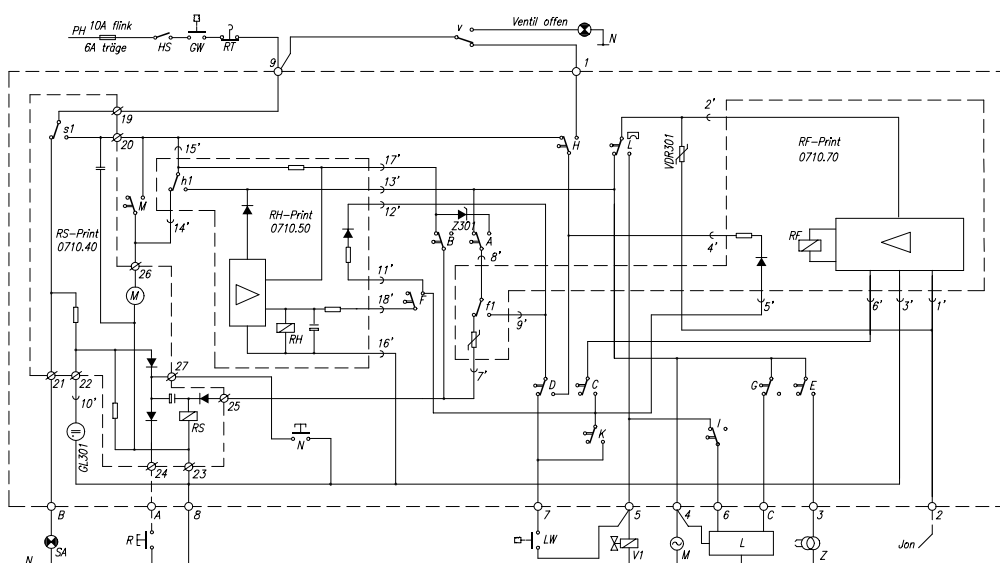 PH
10A flink
6A träge
HS
GW
RT
V
Ventil offen
N
9
1
19
s1
20
15'
h1
17'
13'
12'
H
L
2'
VDR301
RF-Print
0710.70
M
RS-Print
0710.40
14'
RH-Print
0710.50
B
Z301
A
8'
4'
RF
26
M
11'
F
18'
RH
16'
f1
9'
7'
5'
6'
3'
1'
21
22
27
25
10'
RS
GL301
24
23
N
D
C
K
I
G
E
B
A
8
7
5
4
6
C
3
2
N
SA
R
LW
V1
M
L
Z
Jon